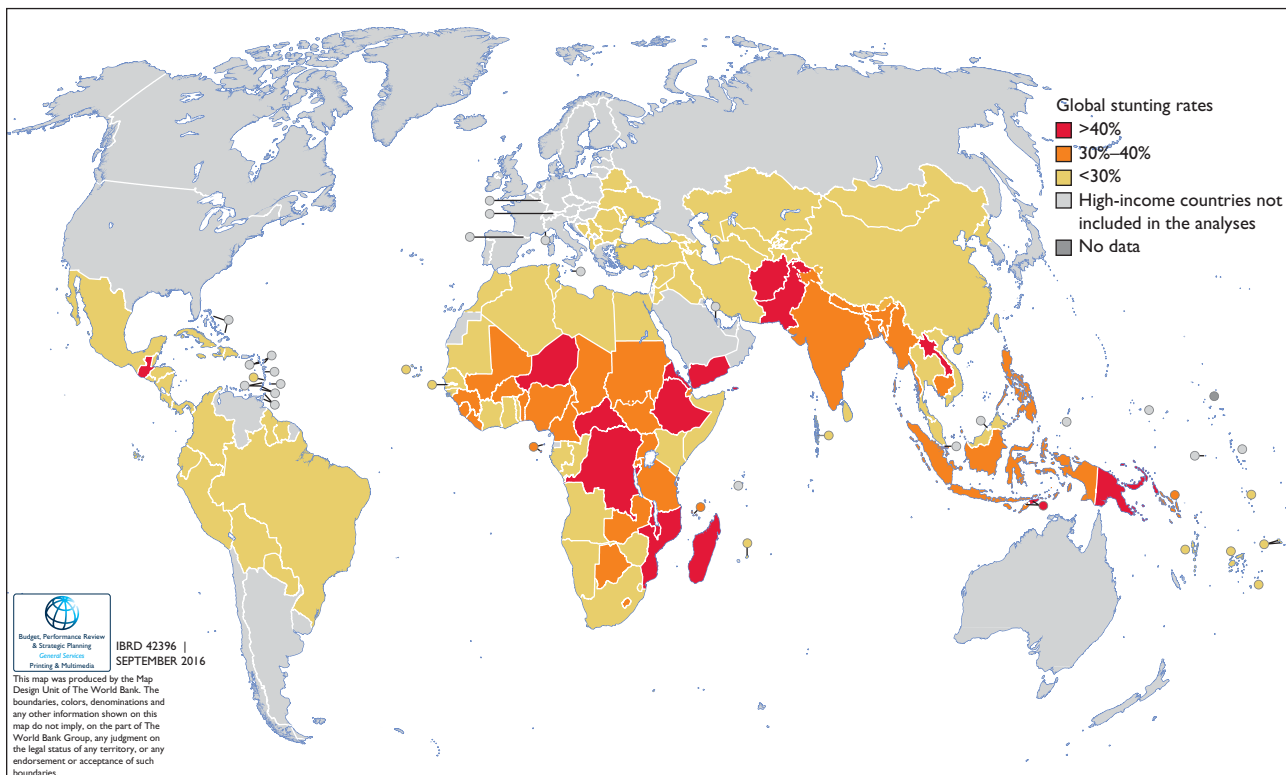 Global stunting rates
>40%
30%–40%
<30%
High-income countries not
included in the analyses
No data
Budget, Performance Review
& Strategic Planning
General Services
Printing & Multimedia
IBRD 42396 |
SEPTEMBER 2016
This map was produced by the Map
Design Unit of The World Bank. The
boundaries, colors, denominations and
any other information shown on this
map do not imply, on the part of The
World Bank Group, any judgment on
the legal status of any territory, or any
endorsement or acceptance of such
boundaries.